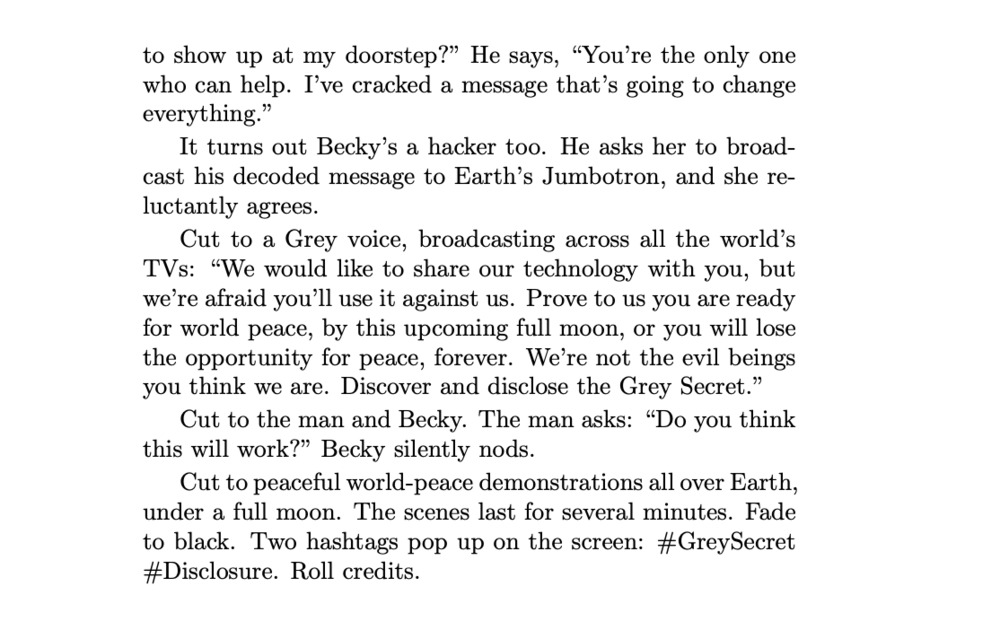 to show up at my doorstep?” He says, “You’re the only one
who can help. I’ve cracked a message that’s going to change
everything.”
It turns out Becky’s a hacker too. He asks her to broad-
cast his decoded message to Earth’s Jumbotron, and she re-
luctantly agrees.
Cut to a Grey voice, broadcasting across all the world’s
TVs: “We would like to share our technology with you, but
we’re afraid you’ll use it against us. Prove to us you are ready
for world peace, by this upcoming full moon, or you will lose
the opportunity for peace, forever. We’re not the evil beings
you think we are. Discover and disclose the Grey Secret.”
Cut to the man and Becky. The man asks: “Do you think
this will work?” Becky silently nods.
Cut to peaceful world-peace demonstrations all over Earth,
under a full moon. The scenes last for several minutes. Fade
to black. Two hashtags pop up on the screen: #GreySecret
#Disclosure. Roll credits.